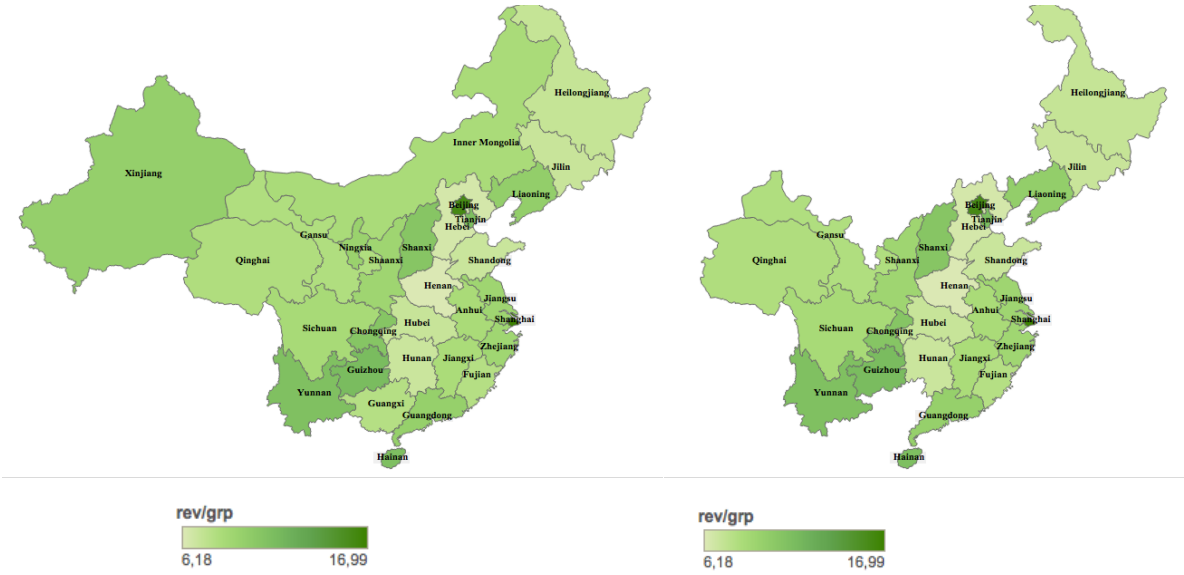 Heilongjiang
Inner Mongolia
Jilin
Xinjiang
Liaoning
Beijing
Tianjin
Hebei
Gansu
Ningxia
Shanxi
Qinghai
Shaanxi
Shandong
Henan
Jiangsu
Anhui
Shanghai
Hubei
Sichuan
Chongqing
Zhejiang
Hunan
Jiangxi
Guizhou
Fujian
Yunnan
Guangxi
Guangdong
Hainan
rev/grp
6,18 16,99
Heilongjiang
Jilin
Liaoning
Beijing
Tianjin
Hebei
Gansu
Shanxi
Qinghai
Shaanxi
Shandong
Henan
Jiangsu
Anhui
Shanghai
Hubei
Sichuan
Chongqing
Zhejiang
Hunan
Jiangxi
Guizhou
Fujian
Yunnan
Guangdong
Hainan
rev/grp
6,18 16,99